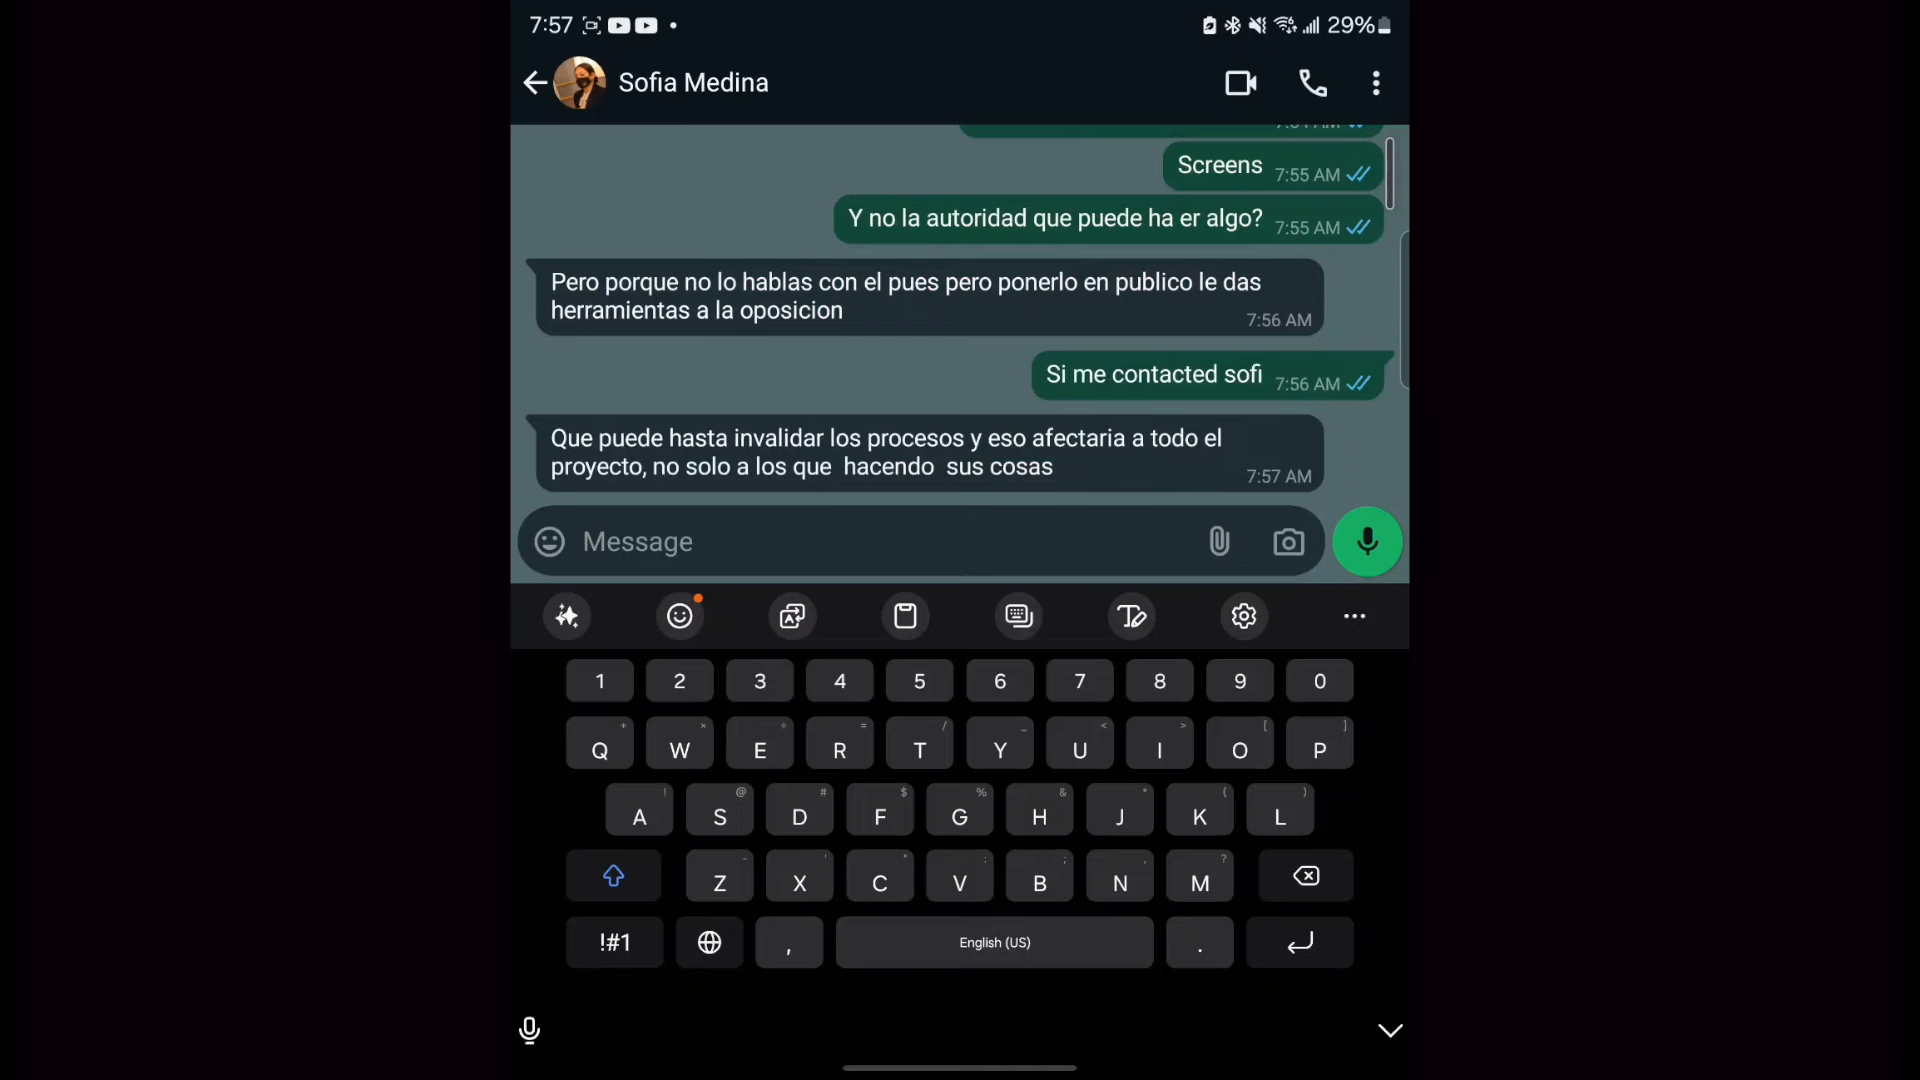 7:57
29%
Sofia Medina
Screens 7:55 AM
Y no la autoridad que puede ha er algo? 7:55 AM
Pero porque no lo hablas con el pues pero ponerlo en publico le das
herramientas a la oposicion
7:56 AM
Si me contacted sofi 7:56 AM
Que puede hasta invalidar los procesos y eso afectaria a todo el
proyecto, no solo a los que hacendo sus cosas
7:57 AM
Message
1 2 3 4 5 6 7 8 9 0
Q W E R T Y U I O P
A S D F G H J K L
Z X C V B N M
!#1 , English (US) .